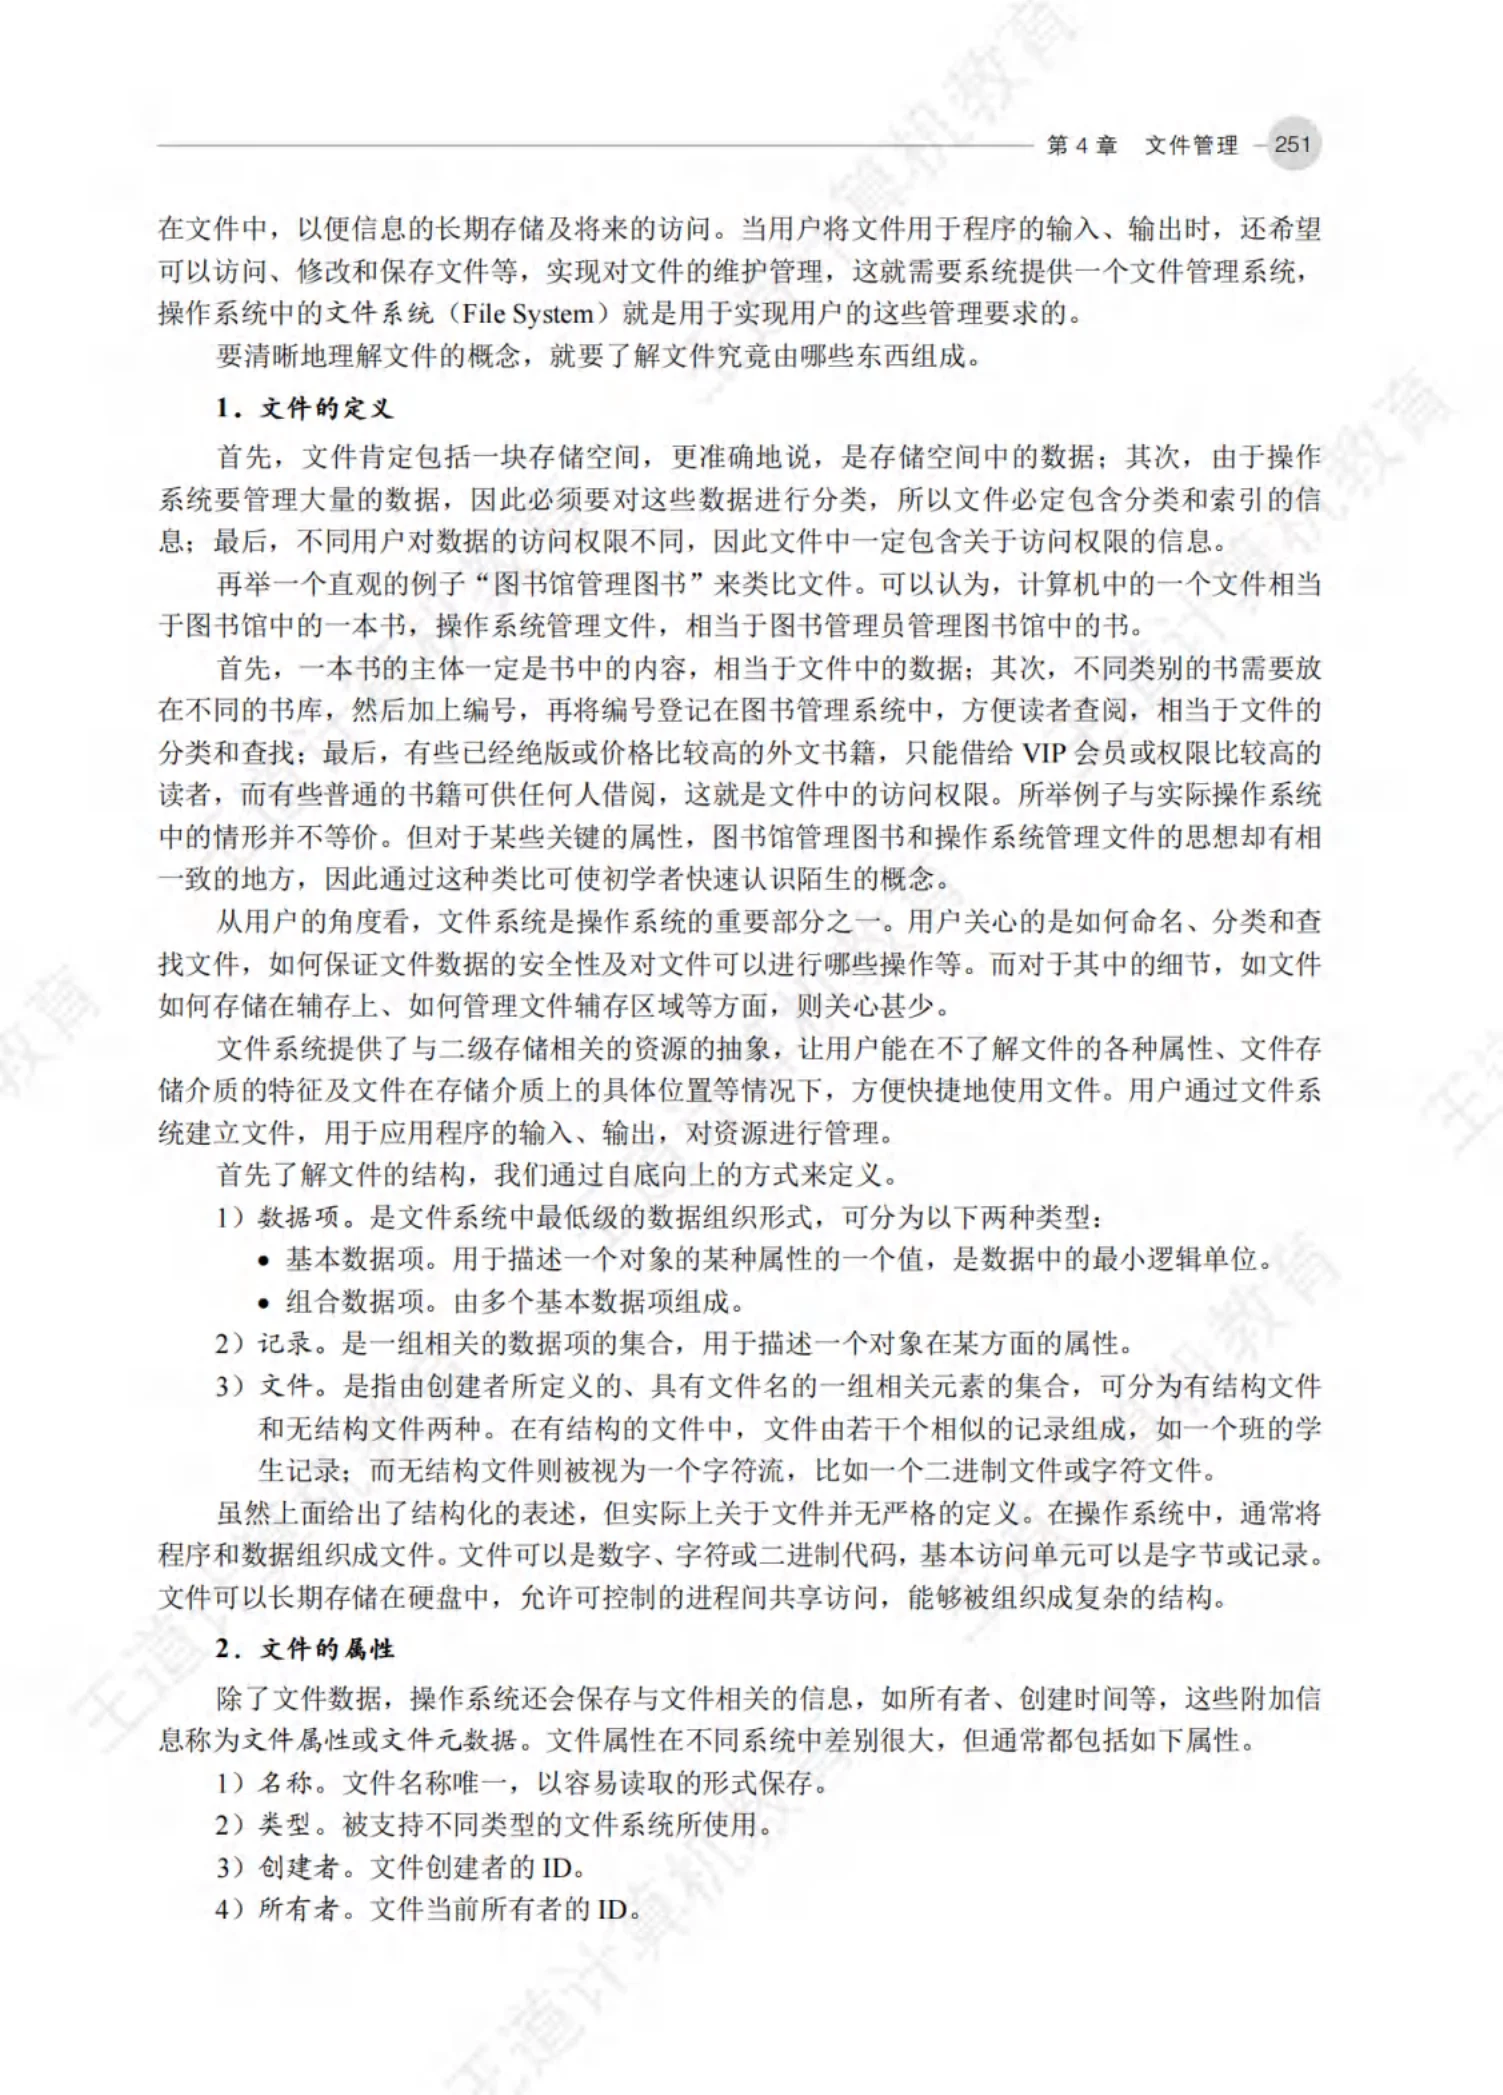 第 4 章　文件管理　251
在文件中，以便信息的长期存储及将来的访问。当用户将文件用于程序的输入、输出时，还希望
可以访问、修改和保存文件等，实现对文件的维护管理，这就需要系统提供一个文件管理系统，
操作系统中的文件系统（File System）就是用于实现用户的这些管理要求的。
要清晰地理解文件的概念，就要了解文件究竟由哪些东西组成。
1．文件的定义
首先，文件肯定包括一块存储空间，更准确地说，是存储空间中的数据；其次，由于操作
系统要管理大量的数据，因此必须要对这些数据进行分类，所以文件必定包含分类和索引的信
息；最后，不同用户对数据的访问权限不同，因此文件中一定包含关于访问权限的信息。
再举一个直观的例子“图书馆管理图书”来类比文件。可以认为，计算机中的一个文件相当
于图书馆中的一本书，操作系统管理文件，相当于图书管理员管理图书馆中的书。
首先，一本书的主体一定是书中的内容，相当于文件中的数据；其次，不同类别的书需要放
在不同的书库，然后加上编号，再将编号登记在图书管理系统中，方便读者查阅，相当于文件的
分类和查找；最后，有些已经绝版或价格比较高的外文书籍，只能借给 VIP 会员或权限比较高的
读者，而有些普通的书籍可供任何人借阅，这就是文件中的访问权限。所举例子与实际操作系统
中的情形并不等价。但对于某些关键的属性，图书馆管理图书和操作系统管理文件的思想却有相
一致的地方，因此通过这种类比可使初学者快速认识陌生的概念。
从用户的角度看，文件系统是操作系统的重要部分之一。用户关心的是如何命名、分类和查
找文件，如何保证文件数据的安全性及对文件可以进行哪些操作等。而对于其中的细节，如文件
如何存储在辅存上、如何管理文件辅存区域等方面，则关心甚少。
文件系统提供了与二级存储相关的资源的抽象，让用户能在不了解文件的各种属性、文件存
储介质的特征及文件在存储介质上的具体位置等情况下，方便快捷地使用文件。用户通过文件系
统建立文件，用于应用程序的输入、输出，对资源进行管理。
首先了解文件的结构，我们通过自底向上的方式来定义。
1）数据项。是文件系统中最低级的数据组织形式，可分为以下两种类型：
• 基本数据项。用于描述一个对象的某种属性的一个值，是数据中的最小逻辑单位。
• 组合数据项。由多个基本数据项组成。
2）记录。是一组相关的数据项的集合，用于描述一个对象在某方面的属性。
3）文件。是指由创建者所定义的、具有文件名的一组相关元素的集合，可分为有结构文件
和无结构文件两种。在有结构的文件中，文件由若干个相似的记录组成，如一个班的学
生记录；而无结构文件则被视为一个字符流，比如一个二进制文件或字符文件。
虽然上面给出了结构化的表述，但实际上关于文件并无严格的定义。在操作系统中，通常将
程序和数据组织成文件。文件可以是数字、字符或二进制代码，基本访问单元可以是字节或记录。
文件可以长期存储在硬盘中，允许可控制的进程间共享访问，能够被组织成复杂的结构。
2．文件的属性
除了文件数据，操作系统还会保存与文件相关的信息，如所有者、创建时间等，这些附加信
息称为文件属性或文件元数据。文件属性在不同系统中差别很大，但通常都包括如下属性。
1）名称。文件名称唯一，以容易读取的形式保存。
2）类型。被支持不同类型的文件系统所使用。
3）创建者。文件创建者的 ID。
4）所有者。文件当前所有者的 ID。
王道计算机教育
王道计算机教育
王道计算机教育
王道计算机教育
王道计算机教育
王道计算机教育
王道计算机教育
教育
王道